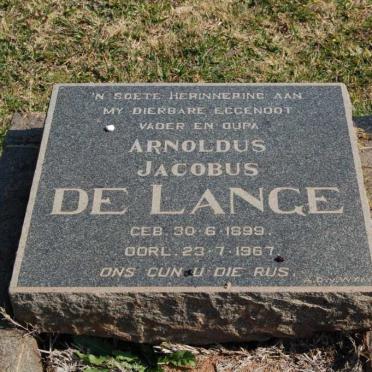 'N SOETE HERINNERING AAN
MY DIERBARE EGGENOOT
VADER EN OUPA
ARNOLDUS
JACOBUS
DE LANGE
GEB. 30·6·1899.
OORL. 23·7·1967.
ONS GUN U DIE RUS.